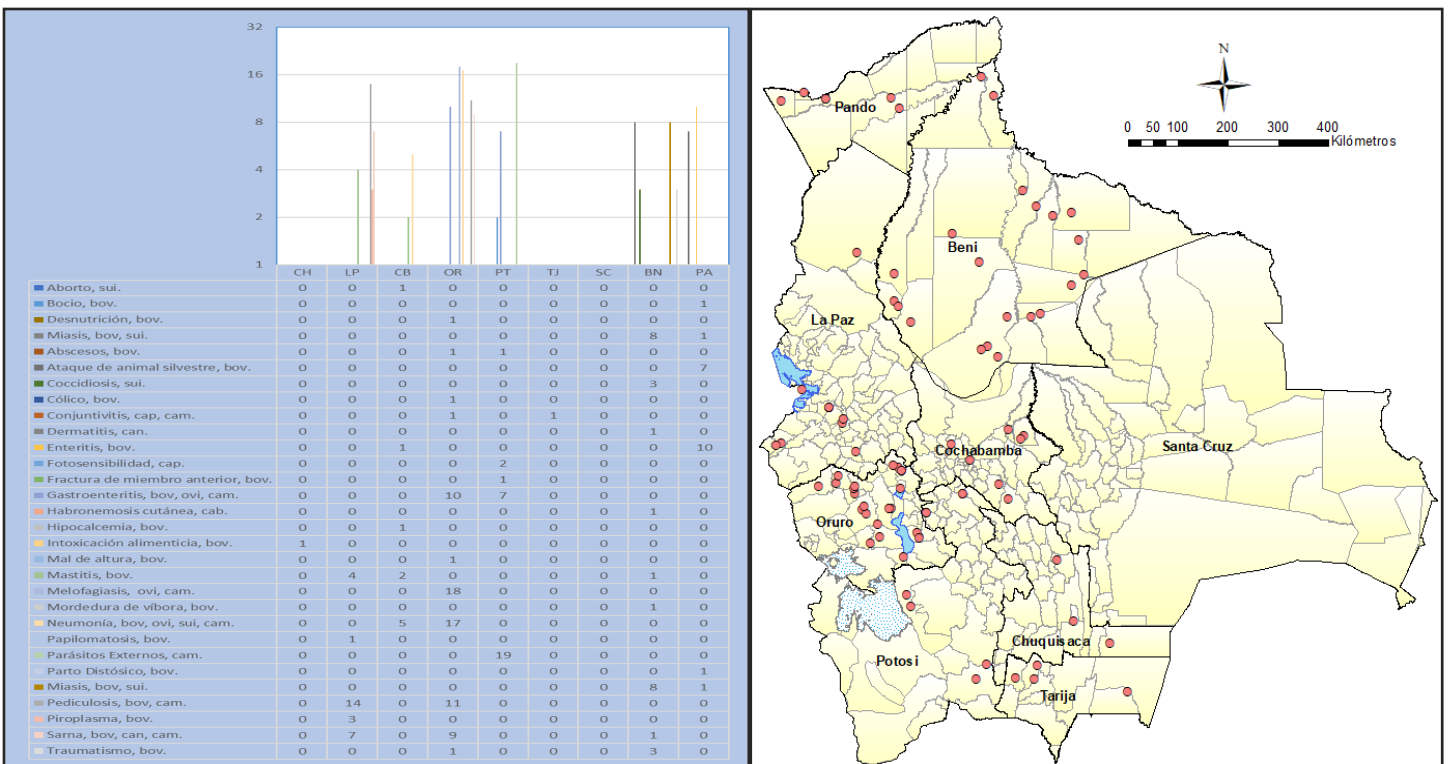 32
16
8
4
2
1
CH LP CB OR PT TJ SC BN PA
Aborto, sui. 0 0 1 0 0 0 0 0 0
Bocio, bov. 0 0 0 0 0 0 0 0 1
Desnutrición, bov. 0 0 0 1 0 0 0 0 0
Miasis, bov, sui. 0 0 0 0 0 0 0 8 1
Abscesos, bov. 0 0 0 1 1 0 0 0 0
Ataque de animal silvestre, bov. 0 0 0 0 0 0 0 0 7
Coccidiosis, sui. 0 0 0 0 0 0 0 3 0
Cólico, bov. 0 0 0 1 0 0 0 0 0
Conjuntivitis, cap, cam. 0 0 0 1 0 1 0 0 0
Dermatitis, can. 0 0 0 0 0 0 0 1 0
Enteritis, bov. 0 0 1 0 0 0 0 0 10
Fotosensibilidad, cap. 0 0 0 0 2 0 0 0 0
Fractura de miembro anterior, bov. 0 0 0 0 1 0 0 0 0
Gastroenteritis, bov, ovi, cam. 0 0 0 10 7 0 0 0 0
Habronemosis cutánea, cab. 0 0 0 0 0 0 0 1 0
Hipocalcemia, bov. 0 0 1 0 0 0 0 0 0
Intoxicación alimenticia, bov. 1 0 0 0 0 0 0 0 0
Mal de altura, bov. 0 0 0 1 0 0 0 0 0
Mastitis, bov. 0 4 2 0 0 0 0 1 0
Melofagiasis, ovi, cam. 0 0 0 18 0 0 0 0 0
Mordedura de víbora, bov. 0 0 0 0 0 0 0 1 0
Neumonía, bov, ovi, sui, cam. 0 0 5 17 0 0 0 0 0
Papilomatosis, bov. 0 1 0 0 0 0 0 0 0
Parásitos Externos, cam. 0 0 0 0 19 0 0 0 0
Parto Distósico, bov. 0 0 0 0 0 0 0 0 1
Miasis, bov, sui. 0 0 0 0 0 0 0 8 1
Pediculosis, bov, cam. 0 14 0 11 0 0 0 0 0
Piroplasma, bov. 0 3 0 0 0 0 0 0 0
Sarna, bov, can, cam. 0 7 0 9 0 0 0 1 0
Traumatismo, bov. 0 0 0 1 0 0 0 3 0
N
0 50 100 200 300 400
Kilómetros
Pando
Beni
La Paz
Cochabamba
Santa Cruz
Oruro
Chuquisaca
Potosi
Tarija